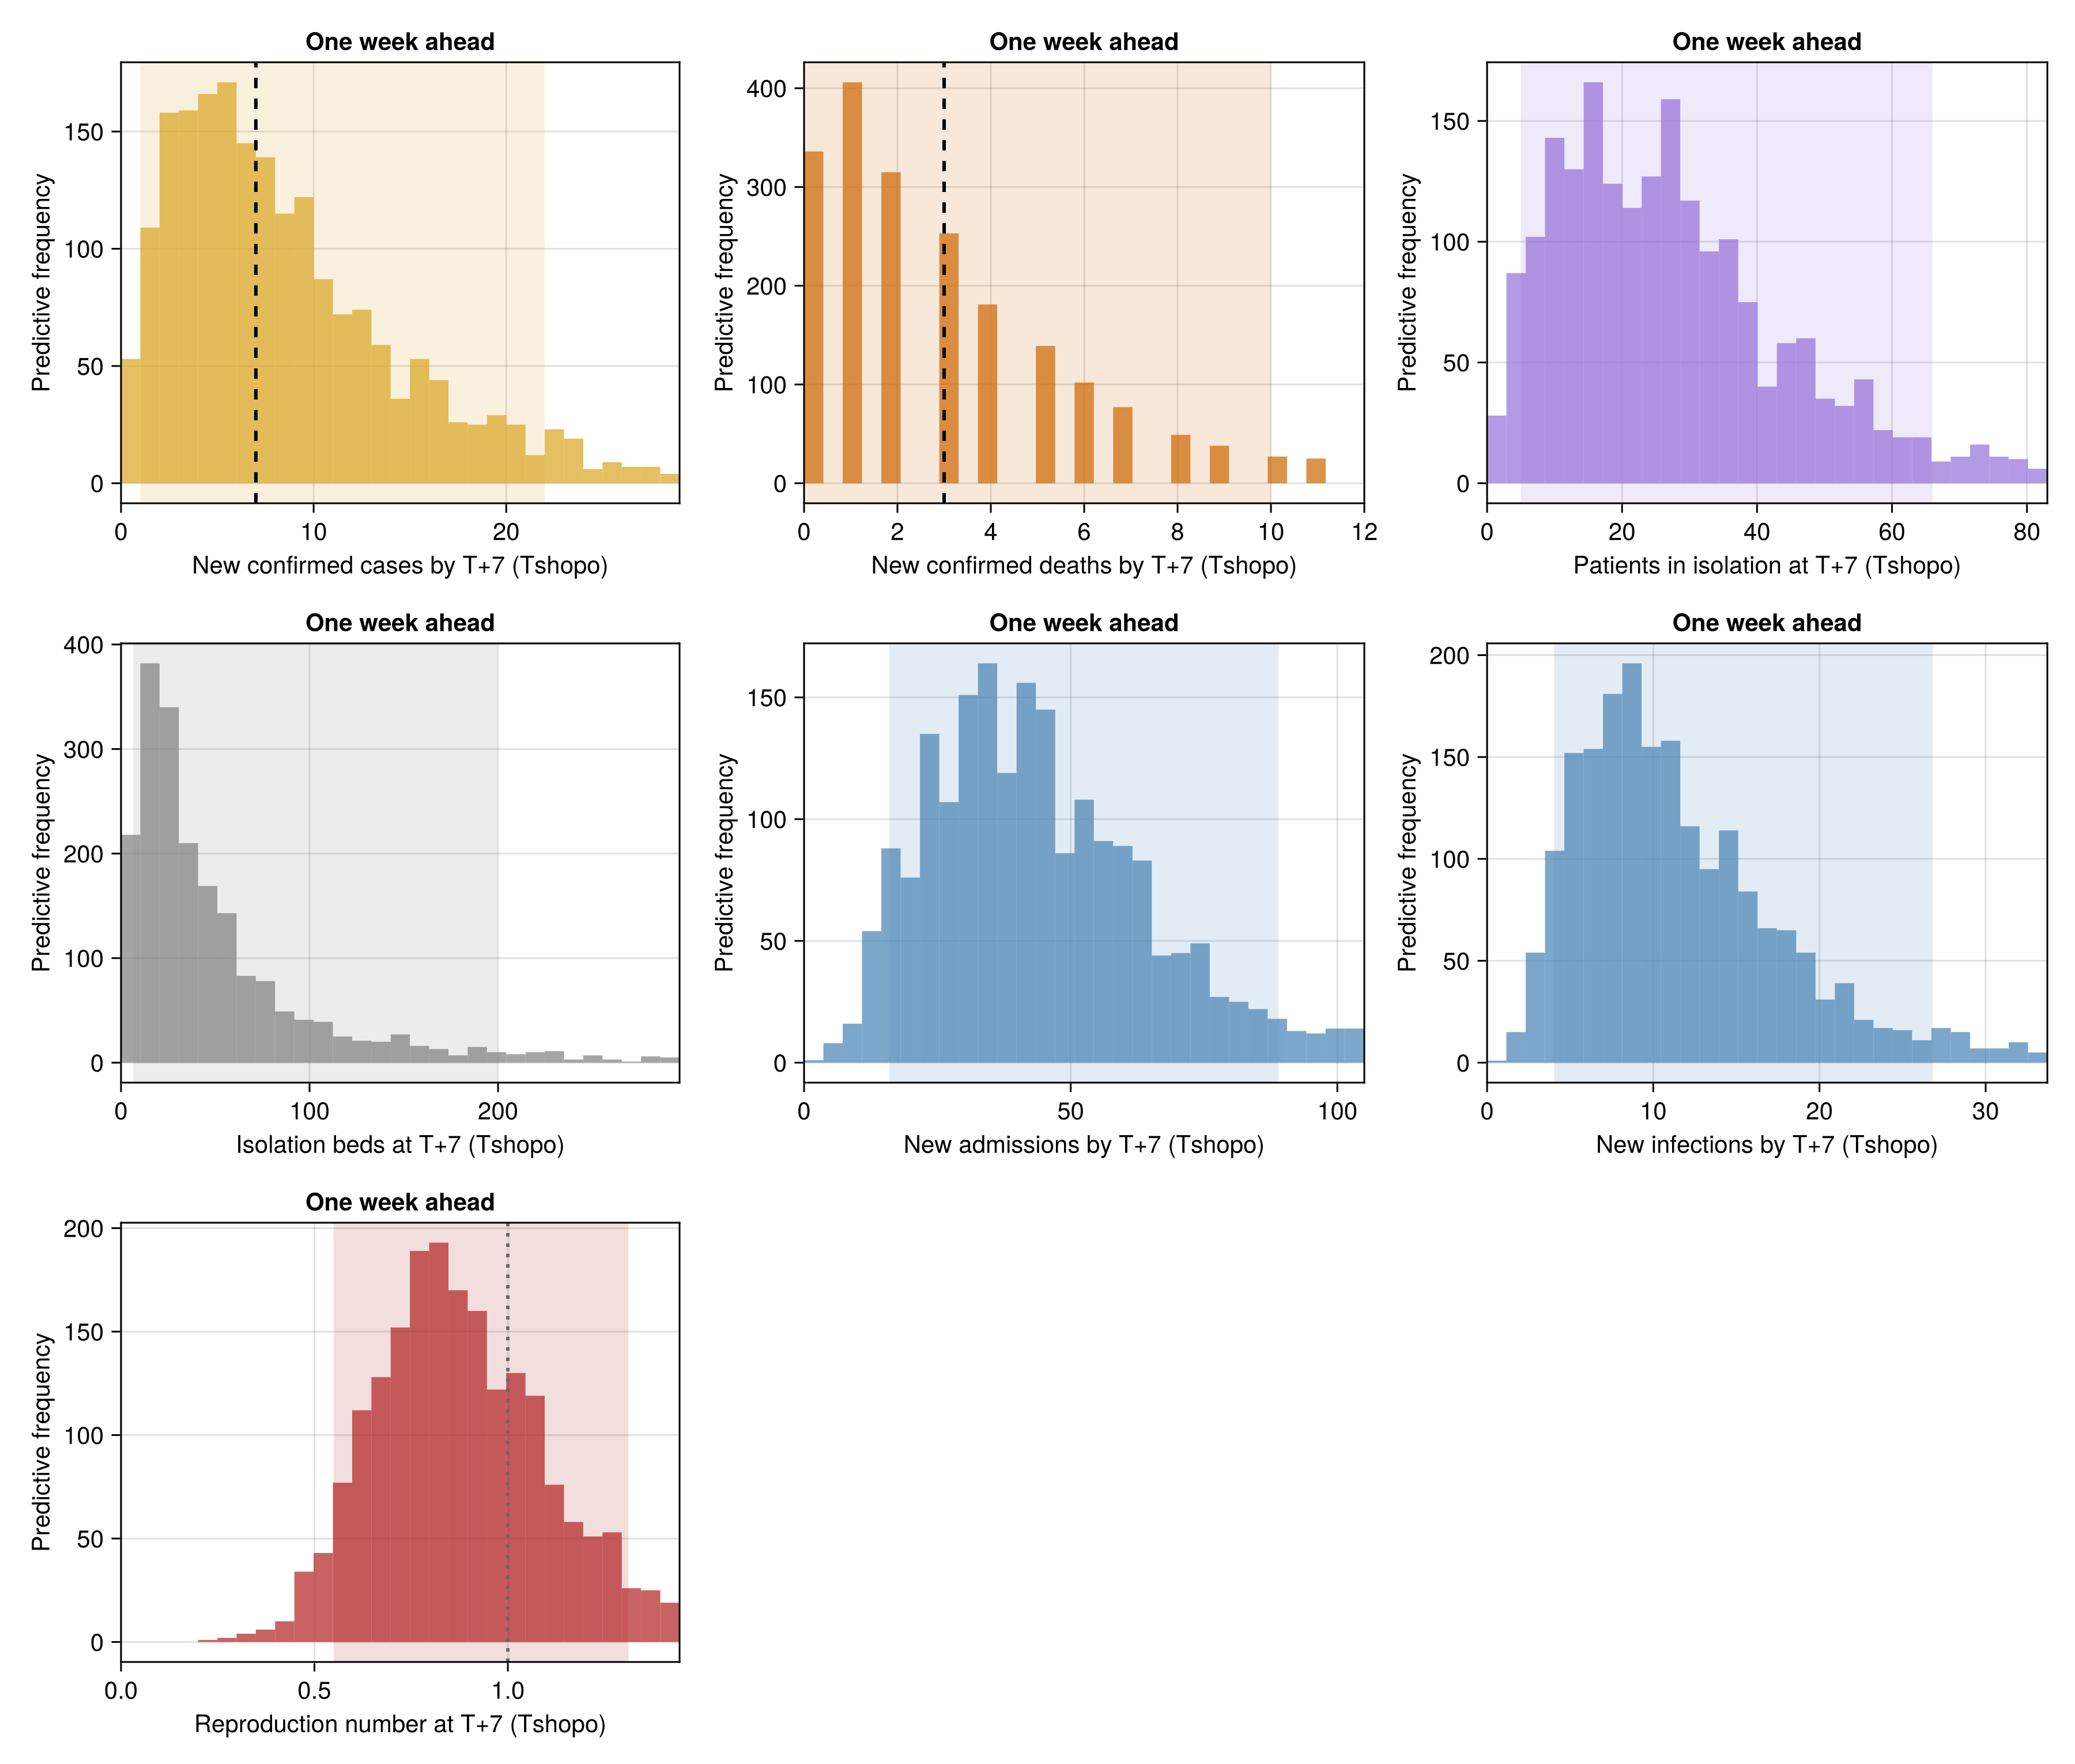 One week ahead
One week ahead
One week ahead
Predictive frequency
150
100
50
0
0
10
20
New confirmed cases by T+7 (Tshopo)
Predictive frequency
400
300
200
100
0
0
2
4
6
8
10
12
New confirmed deaths by T+7 (Tshopo)
Predictive frequency
150
100
50
0
0
20
40
60
80
Patients in isolation at T+7 (Tshopo)
One week ahead
One week ahead
One week ahead
Predictive frequency
400
300
200
100
0
0
100
200
Isolation beds at T+7 (Tshopo)
Predictive frequency
150
100
50
0
0
50
100
New admissions by T+7 (Tshopo)
Predictive frequency
200
150
100
50
0
0
10
20
30
New infections by T+7 (Tshopo)
One week ahead
Predictive frequency
200
150
100
50
0
0.0
0.5
1.0
Reproduction number at T+7 (Tshopo)